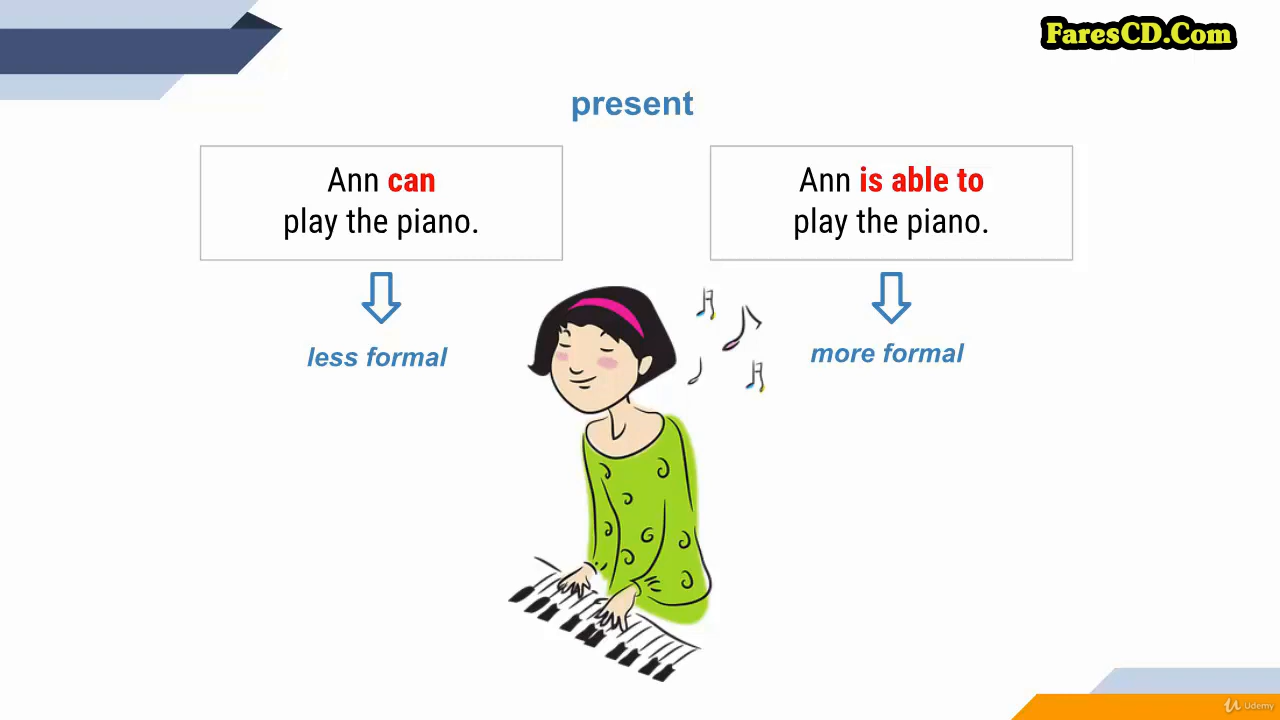 FaresCD.Com
present
Ann can
play the piano.
Ann is able to
play the piano.
less formal
more formal
Udemy